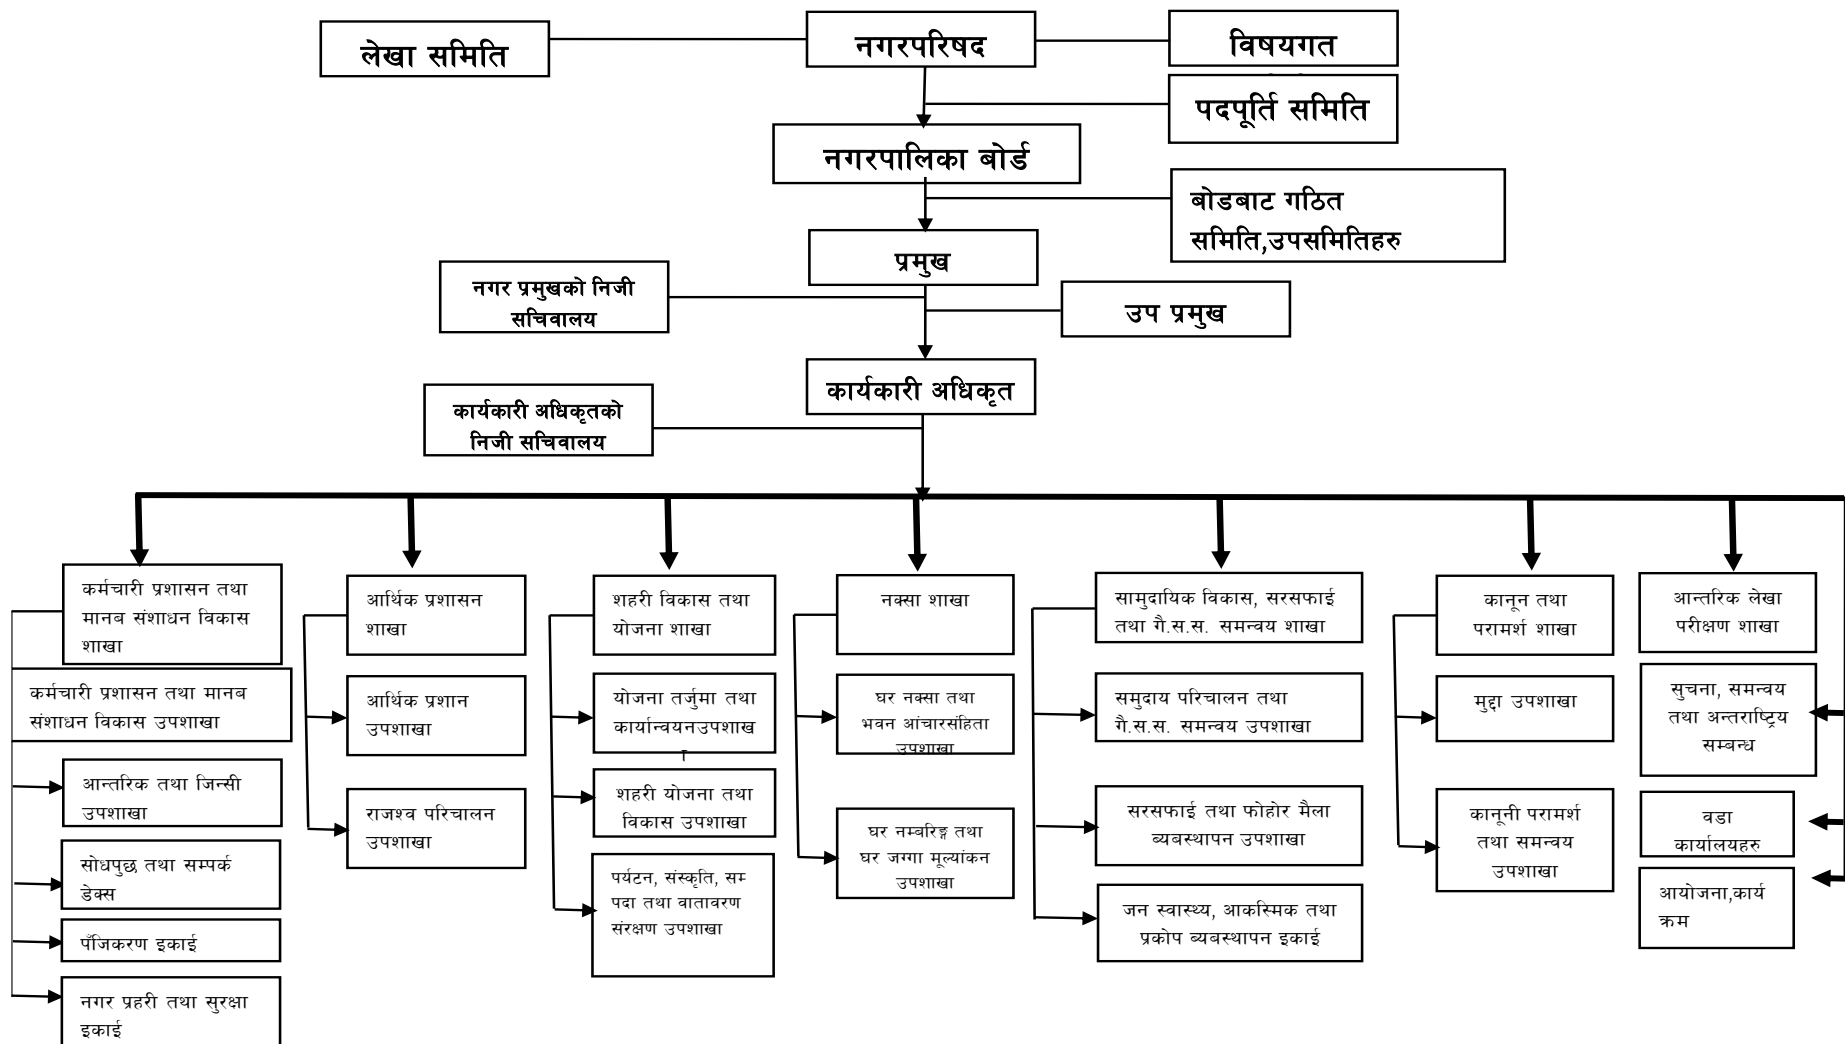 लेखा समिति
नगरपरिषद
विषयगत
पदपूर्ति समिति
नगरपालिका बोर्ड
बोडबाट गठित
समिति,उपसमितिहरु
प्रमुख
नगर प्रमुखको निजी
सचिवालय
उप प्रमुख
कार्यकारी अधिकृत
कार्यकारी अधिकृतको
निजी सचिवालय
कर्मचारी प्रशासन तथा
मानब संशाधन विकास
शाखा
कर्मचारी प्रशासन तथा मानब
संशाधन विकास उपशाखा
आन्तरिक तथा जिन्सी
उपशाखा
सोधपुछ तथा सम्पर्क
डेक्स
पँजिकरण इकाई
नगर प्रहरी तथा सुरक्षा
इकाई
आर्थिक प्रशासन
शाखा
आर्थिक प्रशान
उपशाखा
राजश्व परिचालन
उपशाखा
शहरी विकास तथा
योजना शाखा
योजना तर्जुमा तथा
कार्यान्वयनउपशाख
ा
शहरी योजना तथा
विकास उपशाखा
पर्यटन, संस्कृति, सम
पदा तथा वातावरण
संरक्षण उपशाखा
नक्सा शाखा
घर नक्सा तथा
भवन आंचारसंहिता
उपशाखा
घर नम्बरिङ्ग तथा
घर जग्गा मूल्यांकन
उपशाखा
सामुदायिक विकास, सरसफाई
तथा गै.स.स. समन्वय शाखा
समुदाय परिचालन तथा
गै.स.स. समन्वय उपशाखा
सरसफाई तथा फोहोर मैला
ब्यबस्थापन उपशाखा
जन स्वास्थ्य, आकस्मिक तथा
प्रकोप ब्यबस्थापन इकाई
कानून तथा
परामर्श शाखा
मुद्दा उपशाखा
कानूनी परामर्श
तथा समन्वय
उपशाखा
आन्तरिक लेखा
परीक्षण शाखा
सुचना, समन्वय
तथा अन्तराष्ट्रिय
सम्बन्ध
वडा
कार्यालयहरु
आयोजना,कार्य
क्रम